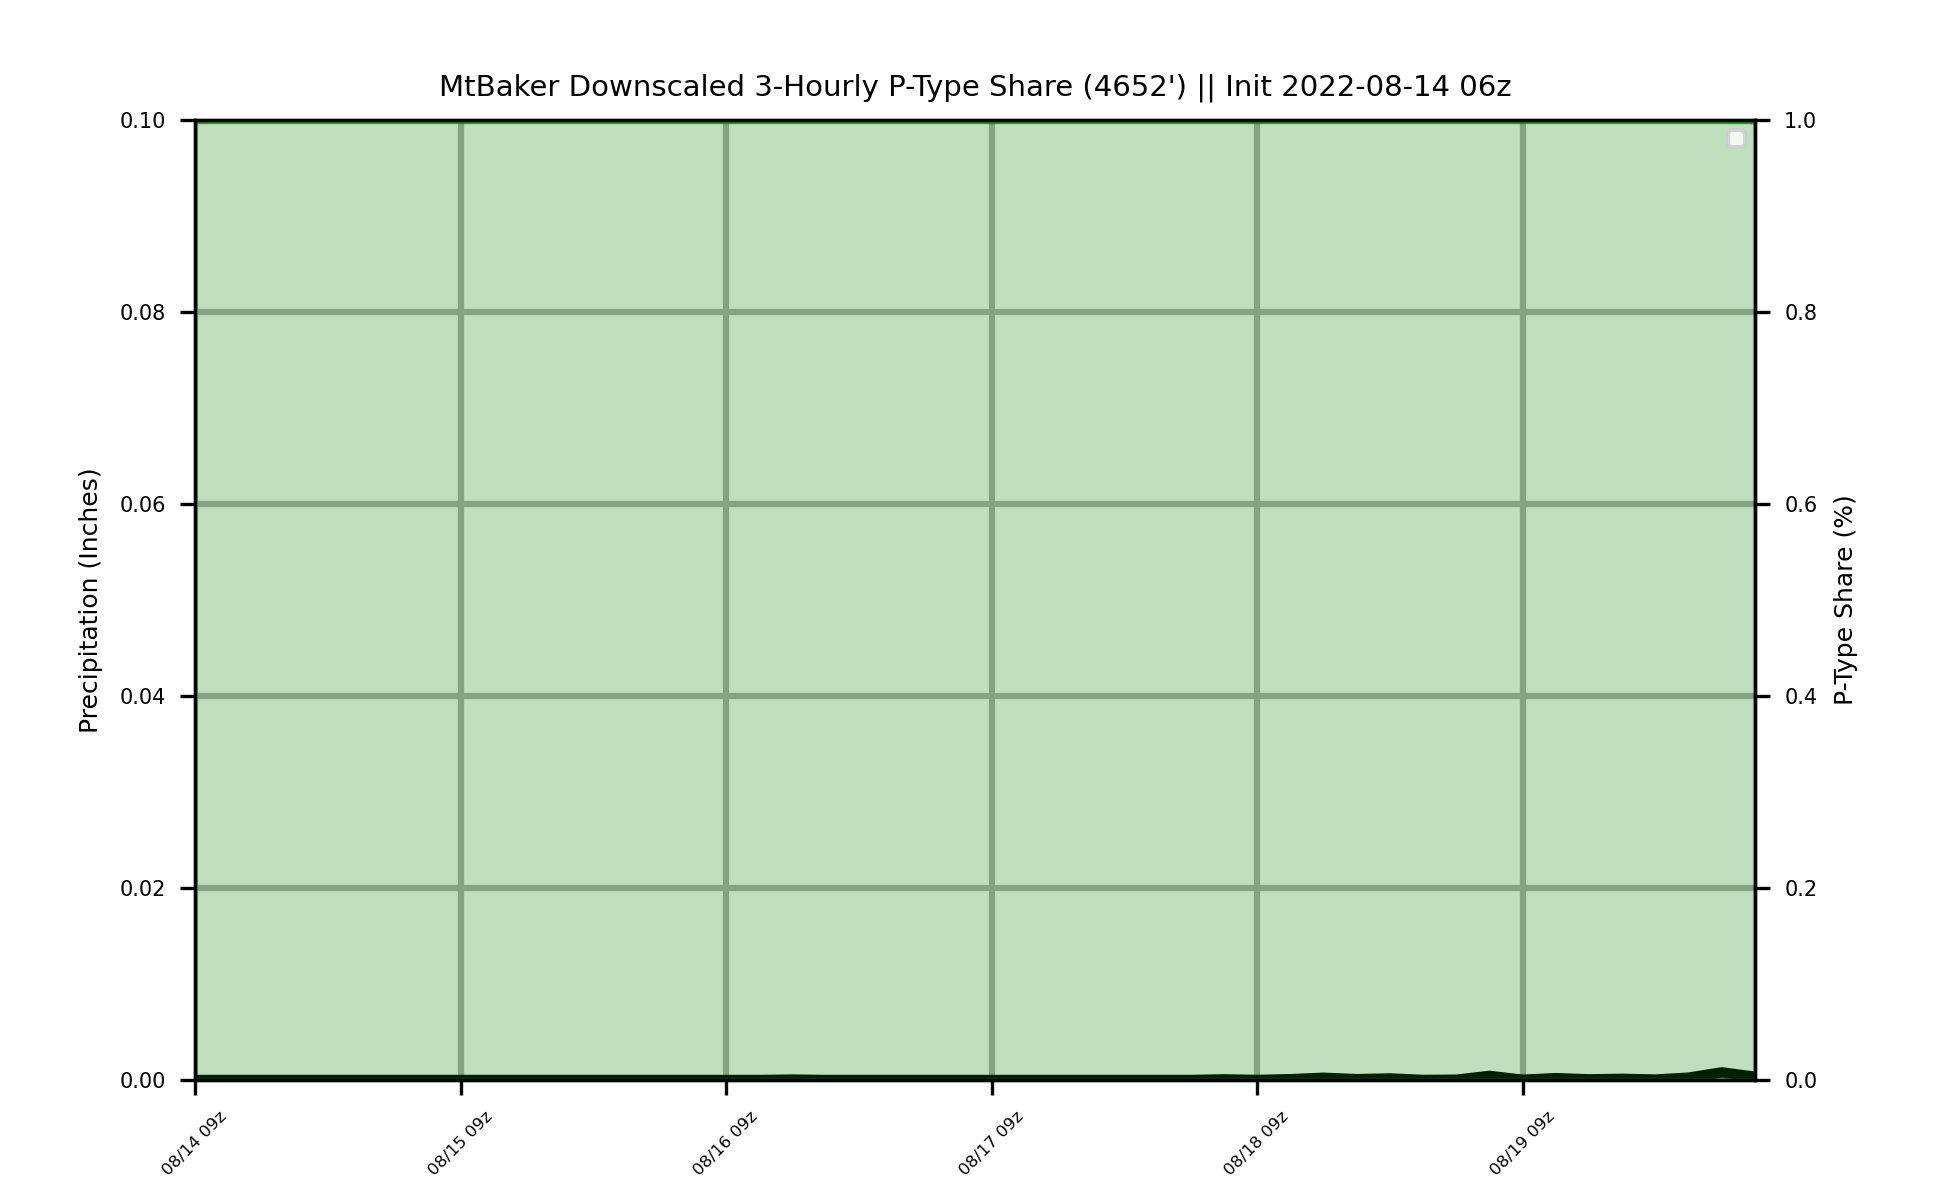 MtBaker Downscaled 3-Hourly P-Type Share (4652') || Init 2022-08-14 06z
0.10
0.08
0.06
0.04
0.02
0.00
Precipitation (Inches)
1.0
0.8
0.6
0.4
0.2
0.0
P-Type Share (%)
08/14 09z
08/15 09z
08/16 09z
08/17 09z
08/18 09z
08/19 09z